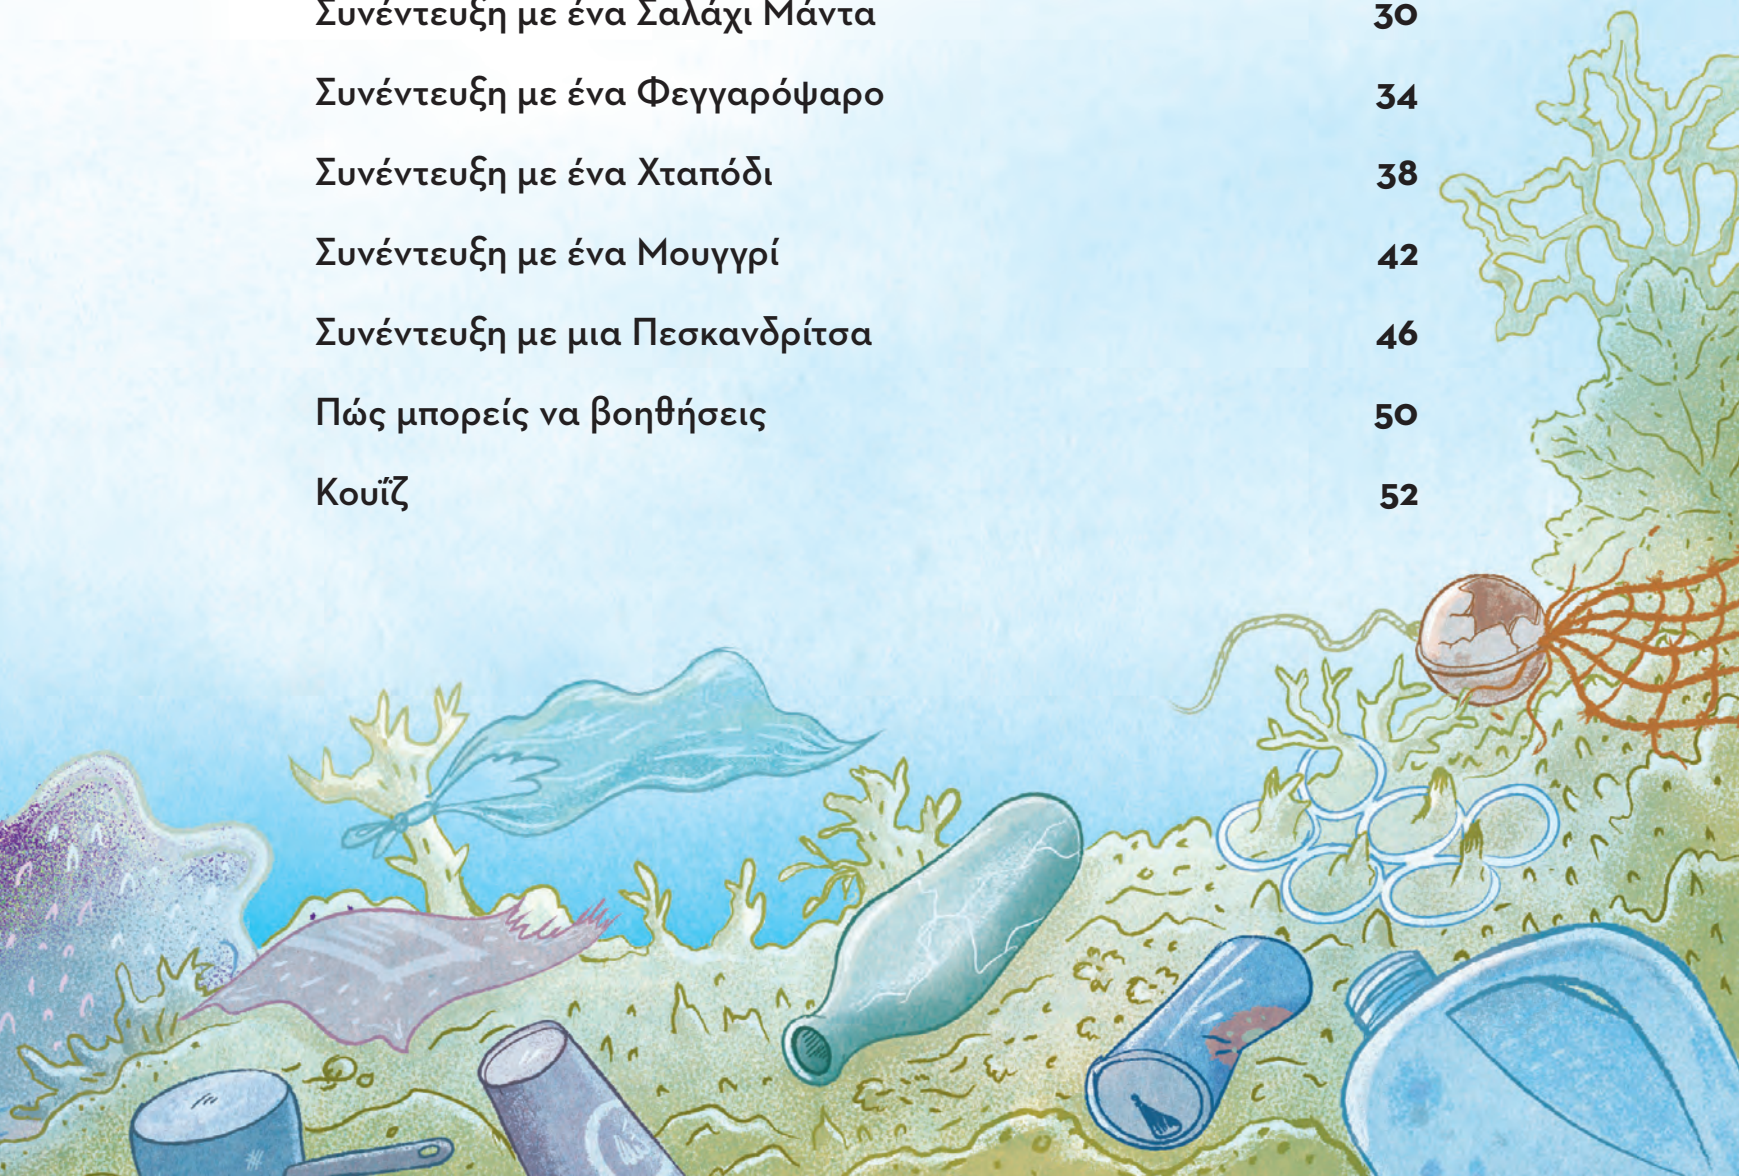 Συνέντευξη με ένα Σαλάχι Μάντα 30
Συνέντευξη με ένα Φεγγαρόψαρο 34
Συνέντευξη με ένα Χταπόδι 38
Συνέντευξη με ένα Μουγγρί 42
Συνέντευξη με μια Πεσκανδρίτσα 46
Πώς μπορείς να βοηθήσεις 50
Κουΐζ 52